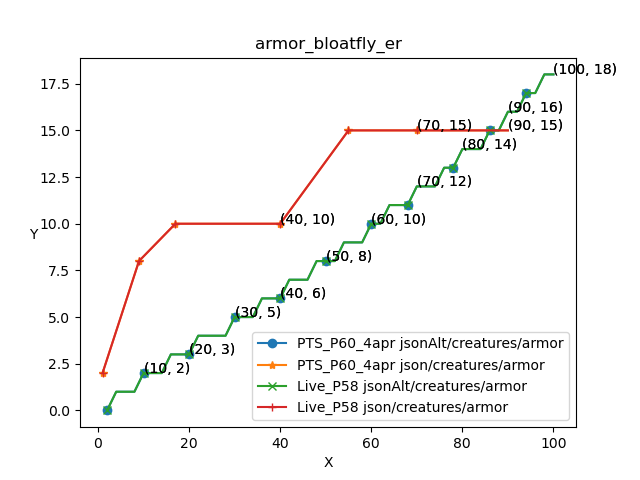 armor_bloatfly_er
(100, 18)
17.5
(90, 16)
15.0
(70, 15)
(90, 15)
(80, 14)
12.5
(70, 12)
10.0
(40, 10)
(60, 10)
Y
7.5
(50, 8)
(40, 6)
5.0
(30, 5)
2.5
(20, 3)
(10, 2)
0.0
PTS_P60_4apr jsonAlt/creatures/armor
PTS_P60_4apr json/creatures/armor
Live_P58 jsonAlt/creatures/armor
Live_P58 json/creatures/armor
0 20 40 60 80 100
X